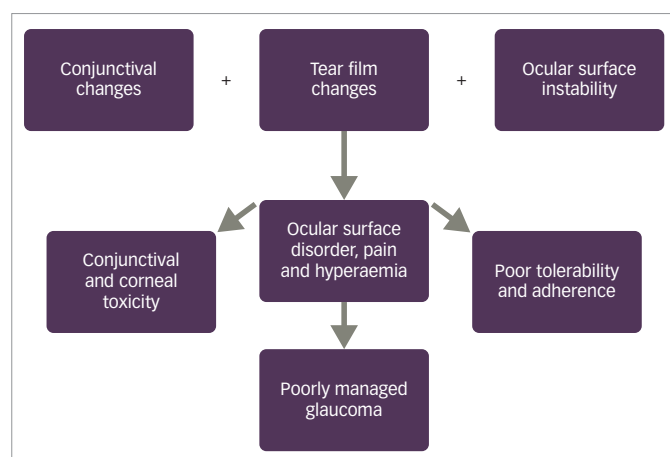 Conjunctival
changes
+
Tear film
changes
+
Ocular surface
instability
Conjunctival
and corneal
toxicity
Ocular surface
disorder, pain
and hyperaemia
Poor tolerability
and adherence
Poorly managed
glaucoma